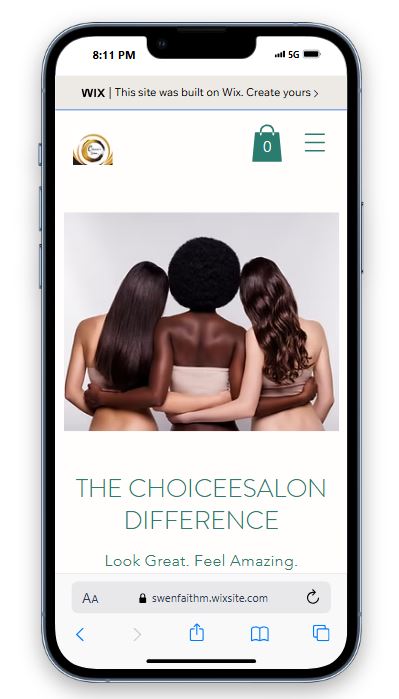 8:11 PM 5G
WIX | This site was built on Wix. Create yours >
0
THE CHOICEESALON
DIFFERENCE
Look Great. Feel Amazing.
AA swenfaithm.wixsite.com